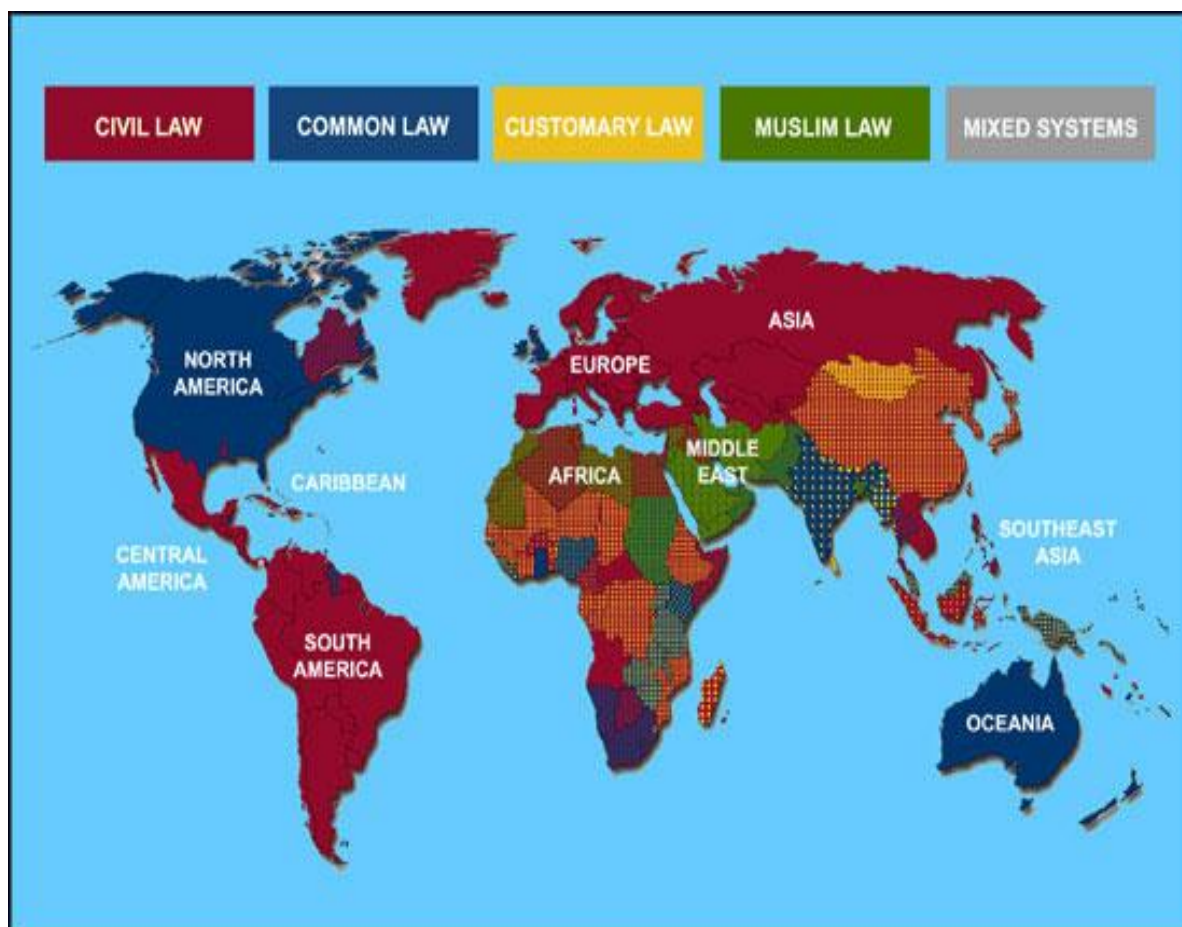 CIVIL LAW
COMMON LAW
CUSTOMARY LAW
MUSLIM LAW
MIXED SYSTEMS
ASIA
EUROPE
NORTH
AMERICA
MIDDLE
EAST
AFRICA
CARIBBEAN
SOUTHEAST
ASIA
CENTRAL
AMERICA
SOUTH
AMERICA
OCEANIA